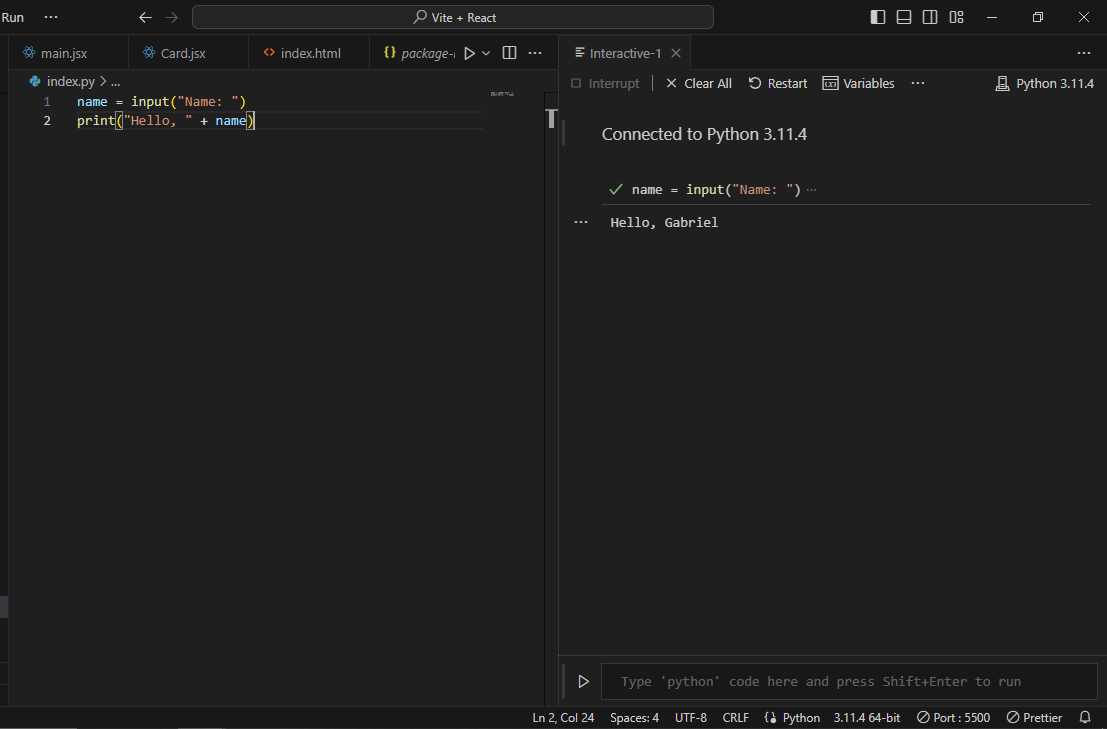 Run ···
Vite + React
main.jsx
Card.jsx
index.html
package-
Interactive-1
index.py > ...
Interrupt
Clear All
Restart
Variables
Python 3.11.4
1 name = input("Name: ")
2 print("Hello, " + name)
Connected to Python 3.11.4
name = input("Name: ") ···
Hello, Gabriel
Type 'python' code here and press Shift+Enter to run
Ln 2, Col 24
Spaces: 4
UTF-8
CRLF
Python
3.11.4 64-bit
Port : 5500
Prettier